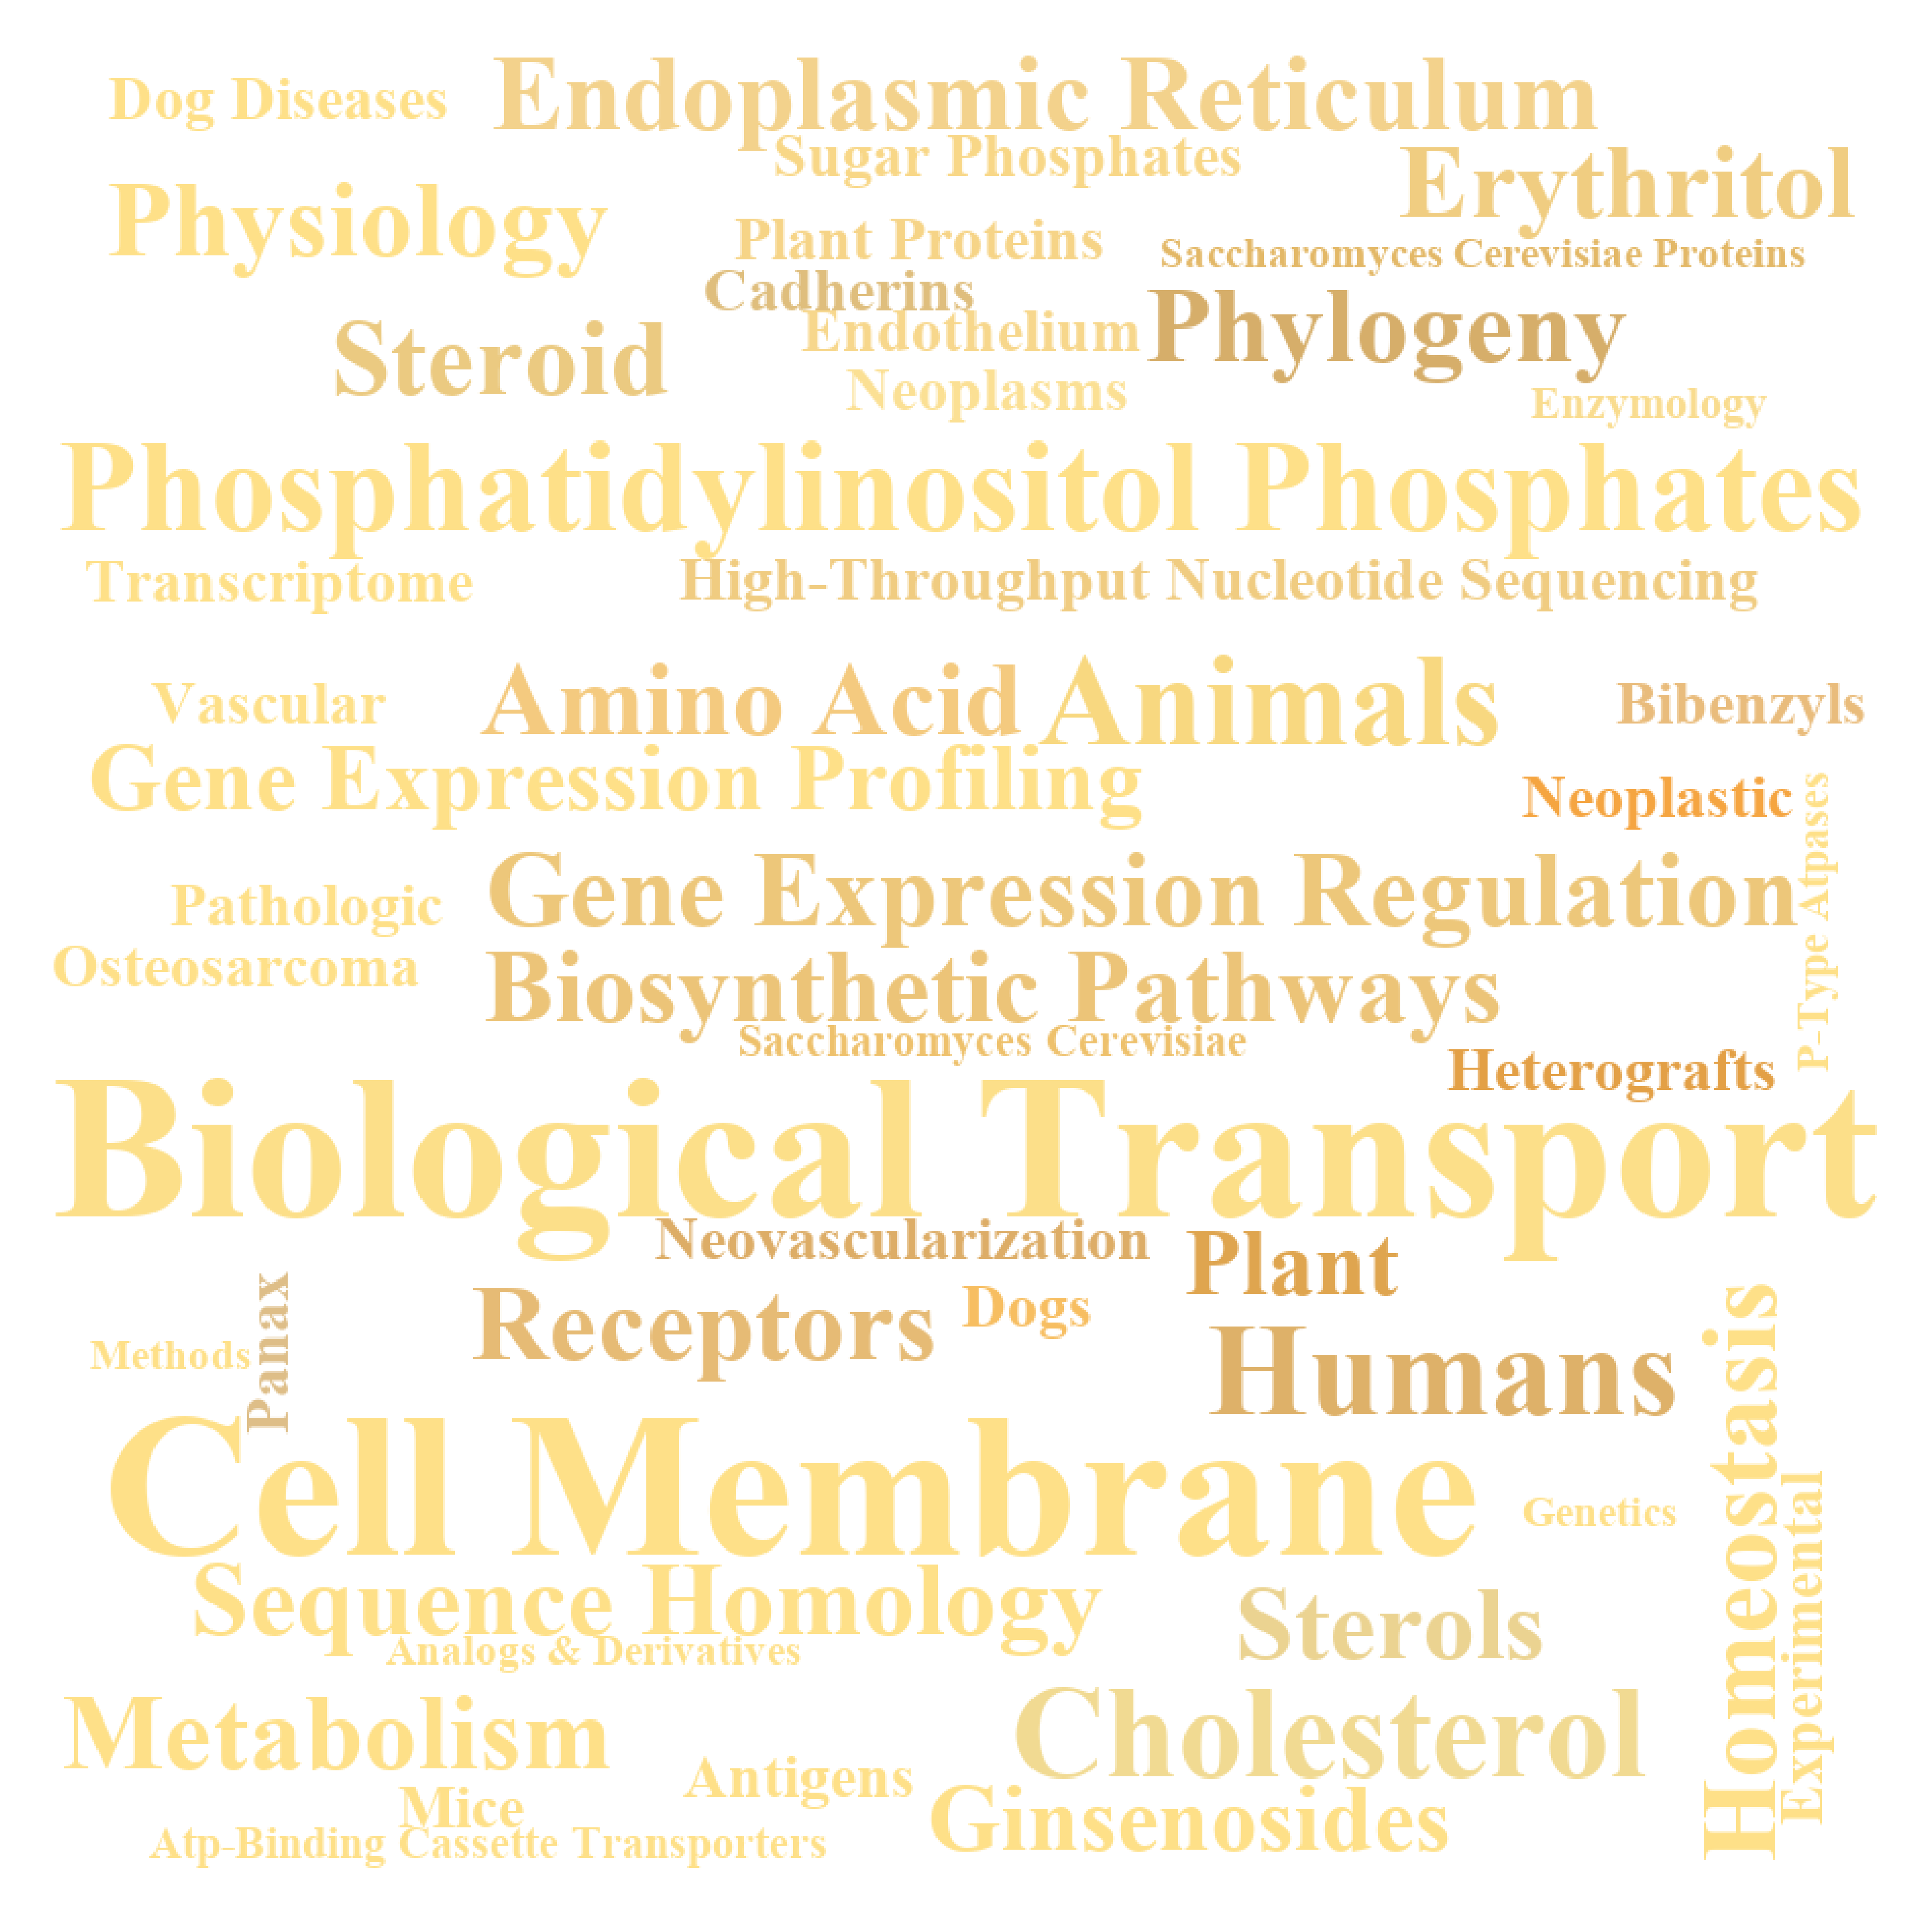 Dog Diseases
Endoplasmic Reticulum
Sugar Phosphates
Erythritol
Physiology
Plant Proteins
Saccharomyces Cerevisiae Proteins
Cadherins
Endothelium
Phylogeny
Steroid
Neoplasms
Enzymology
Phosphatidylinositol Phosphates
Transcriptome
High-Throughput Nucleotide Sequencing
Vascular
Amino Acid
Animals
Bibenzyls
Gene Expression Profiling
Neoplastic
P-Type Atpases
Pathologic
Gene Expression Regulation
Osteosarcoma
Biosynthetic Pathways
Saccharomyces Cerevisiae
Heterografts
Biological Transport
Neovascularization
Plant
Panax
Receptors
Dogs
Methods
Humans
Homeostasis
Cell Membrane
Genetics
Experimental
Sequence Homology
Analogs & Derivatives
Sterols
Metabolism
Cholesterol
Antigens
Mice
Ginsenosides
Atp-Binding Cassette Transporters